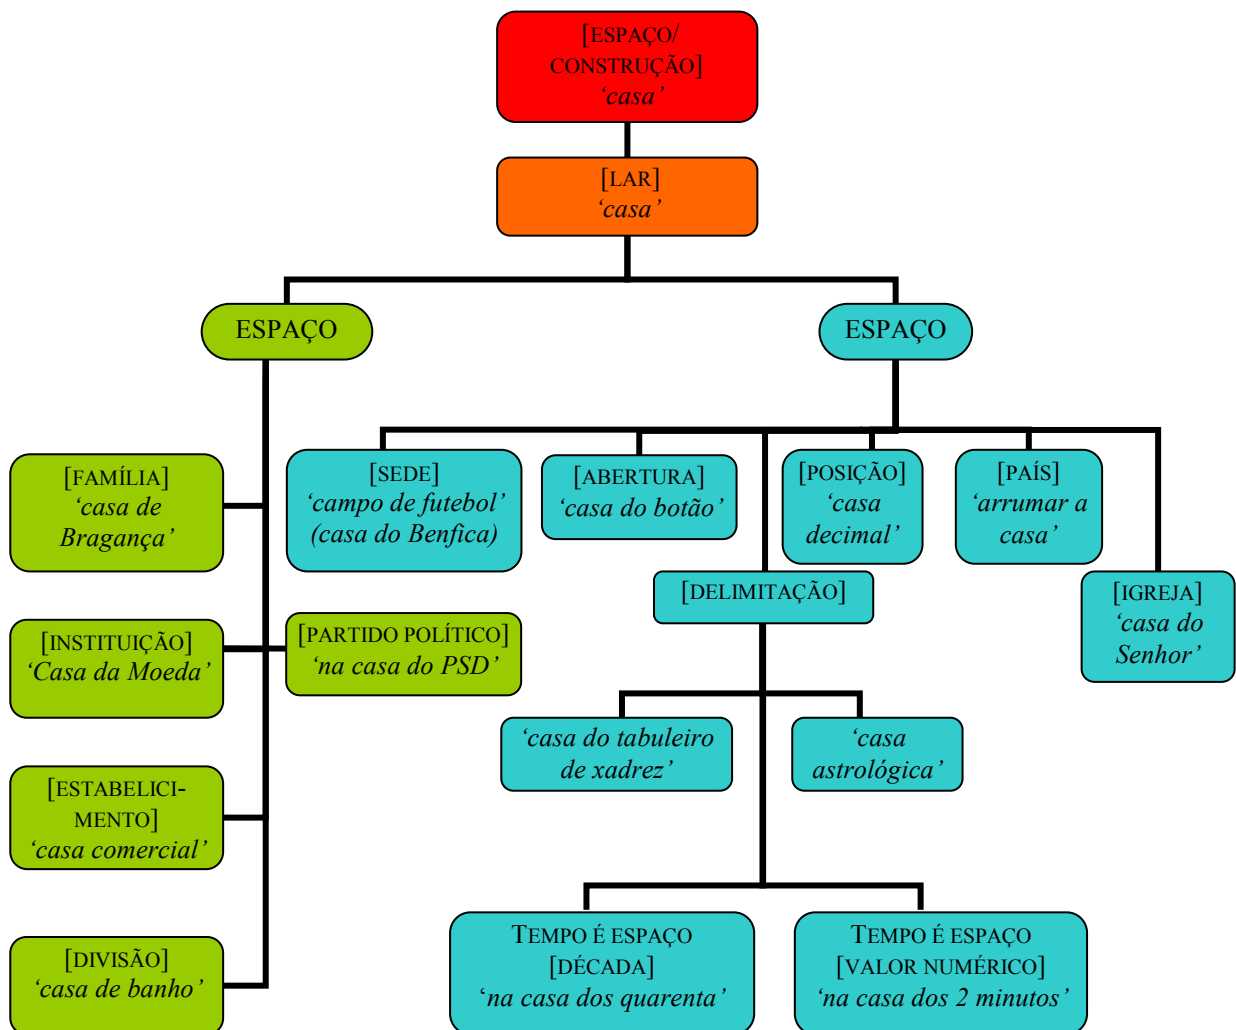 [ESPAÇO/
CONSTRUÇÃO]
‘casa’
[LAR]
‘casa’
ESPAÇO
ESPAÇO
[FAMÍLIA]
‘casa de
Bragança’
[SEDE]
‘campo de futebol’
(casa do Benfica)
[ABERTURA]
‘casa do botão’
[POSIÇÃO]
‘casa
decimal’
[PAÍS]
‘arrumar a
casa’
[DELIMITAÇÃO]
[IGREJA]
‘casa do
Senhor’
[INSTITUIÇÃO]
‘Casa da Moeda’
[PARTIDO POLÍTICO]
‘na casa do PSD’
‘casa do tabuleiro
de xadrez’
‘casa
astrológica’
[ESTABELICI-
MENTO]
‘casa comercial’
[DIVISÃO]
‘casa de banho’
TEMPO É ESPAÇO
[DÉCADA]
‘na casa dos quarenta’
TEMPO É ESPAÇO
[VALOR NUMÉRICO]
‘na casa dos 2 minutos’